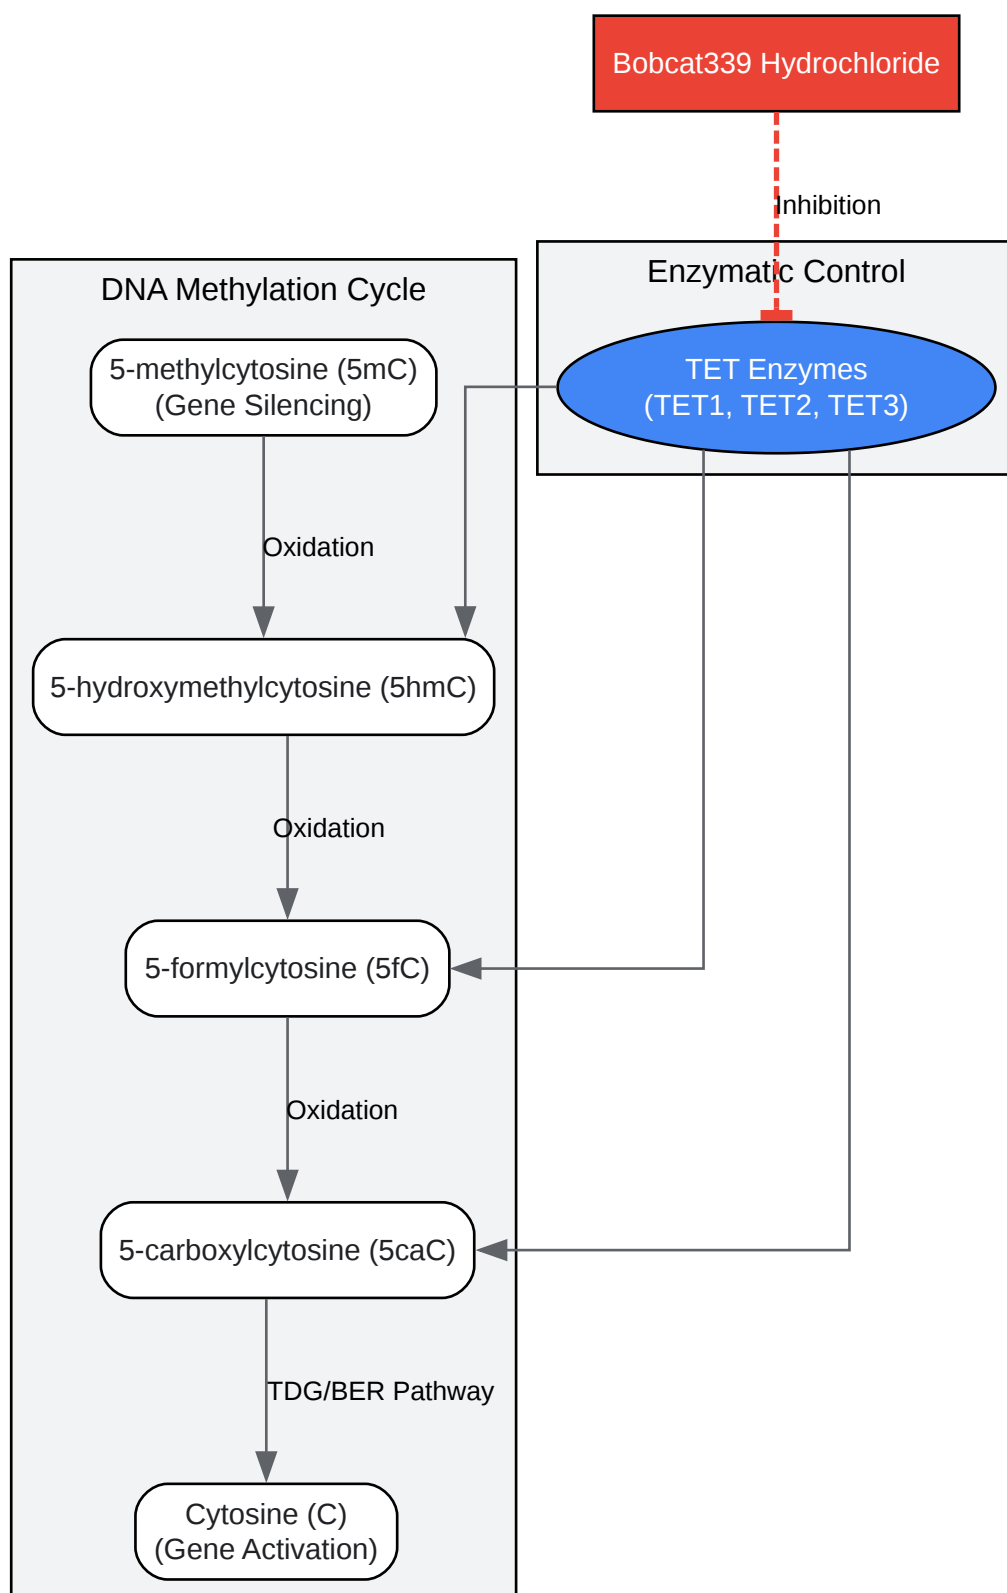 Bobcat339 Hydrochloride
Inhibition
Enzymatic Control
TET Enzymes
(TET1, TET2, TET3)
DNA Methylation Cycle
5-methylcytosine (5mC)
(Gene Silencing)
Oxidation
5-hydroxymethylcytosine (5hmC)
Oxidation
5-formylcytosine (5fC)
Oxidation
5-carboxylcytosine (5caC)
TDG/BER Pathway
Cytosine (C)
(Gene Activation)